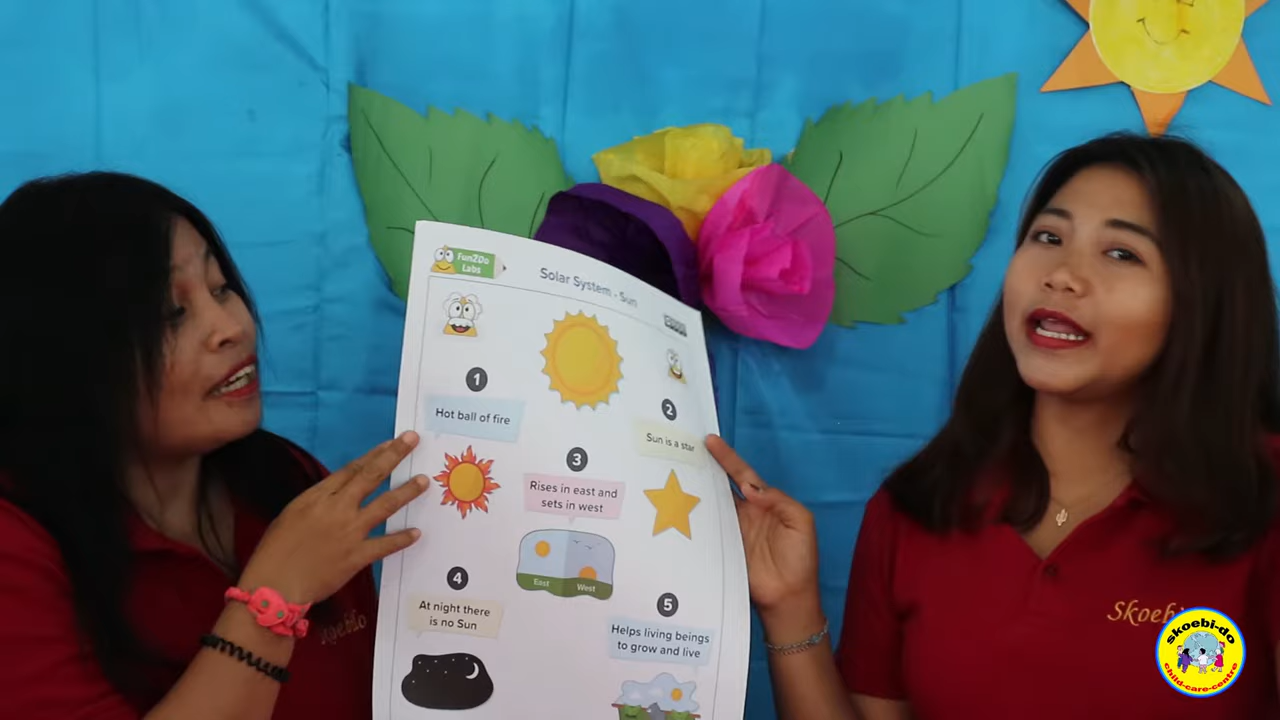 Fun2Do
Labs
Solar System - Sun
1
Hot ball of fire
2
Sun is a star
3
Rises in east and
sets in west
East
West
4
At night there
is no Sun
5
Helps living beings
to grow and live
skoebi-do
child-care-centre